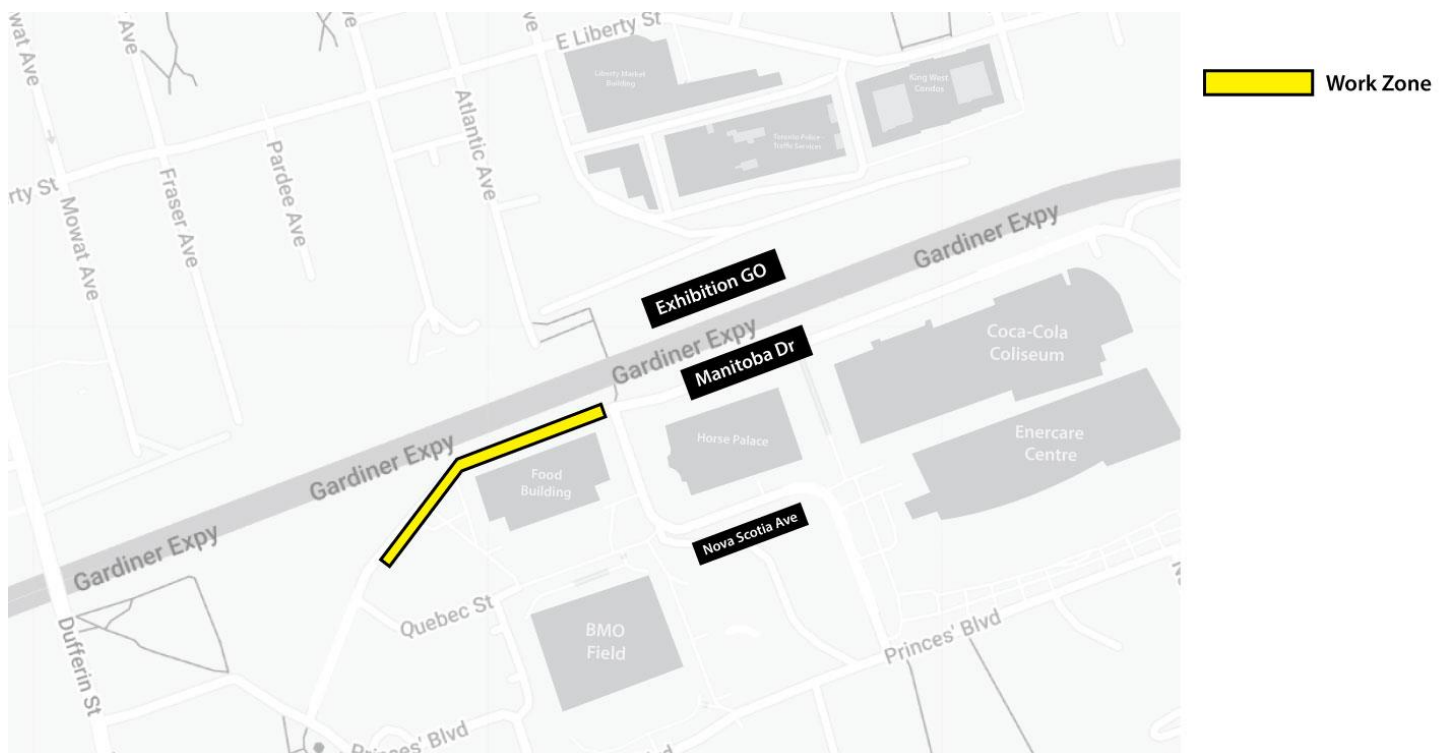 E Liberty St
Liberty Market
Building
King West
Condos
Work Zone
Toronto Police
Traffic Services
wat Ave
Ave
Atlantic Ave
Pardee Ave
Fraser Ave
rty St
Mowat Ave
Gardiner Expy
Exhibition GO
Gardiner Expy
Manitoba Dr
Coca-Cola
Coliseum
Horse Palace
Enercare
Centre
Gardiner Expy
Food
Building
Nova Scotia Ave
Gardiner Expy
Quebec St
BMO
Field
Princes' Blvd
Dufferin St
Princes' Blvd